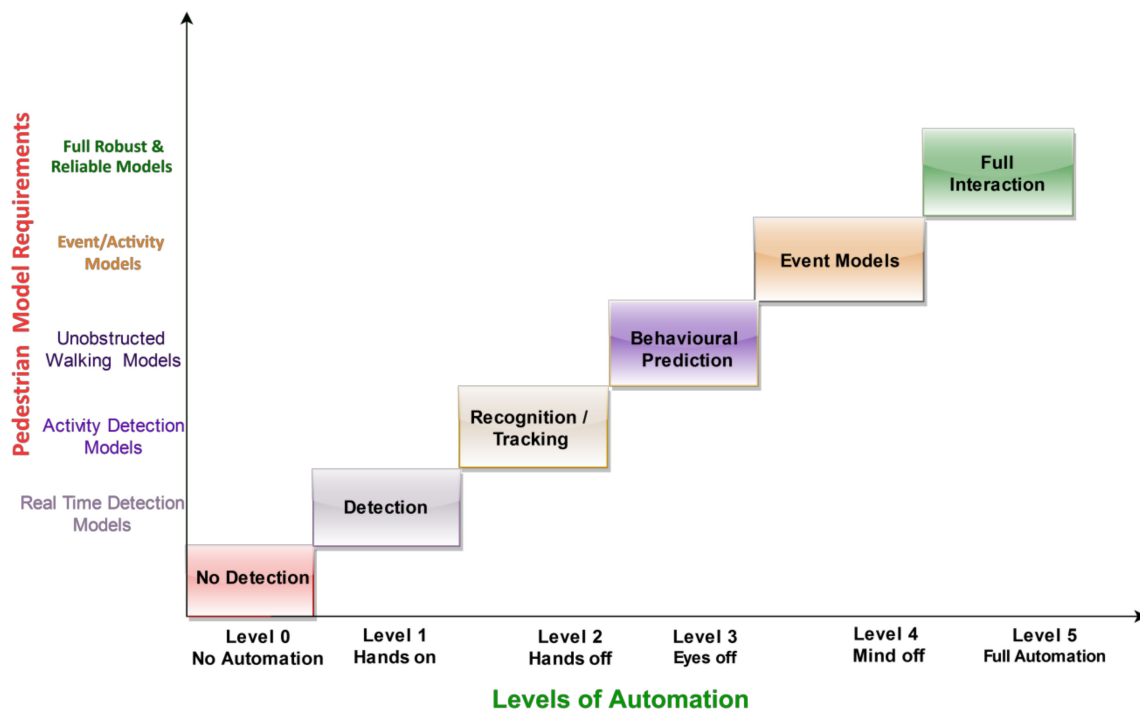 Pedestrian Model Requirements
Full Robust &
Reliable Models
Event/Activity
Models
Unobstructed
Walking Models
Activity Detection
Models
Real Time Detection
Models
Full
Interaction
Event Models
Behavioural
Prediction
Recognition /
Tracking
Detection
No Detection
Level 0
No Automation
Level 1
Hands on
Level 2
Hands off
Level 3
Eyes off
Level 4
Mind off
Level 5
Full Automation
Levels of Automation